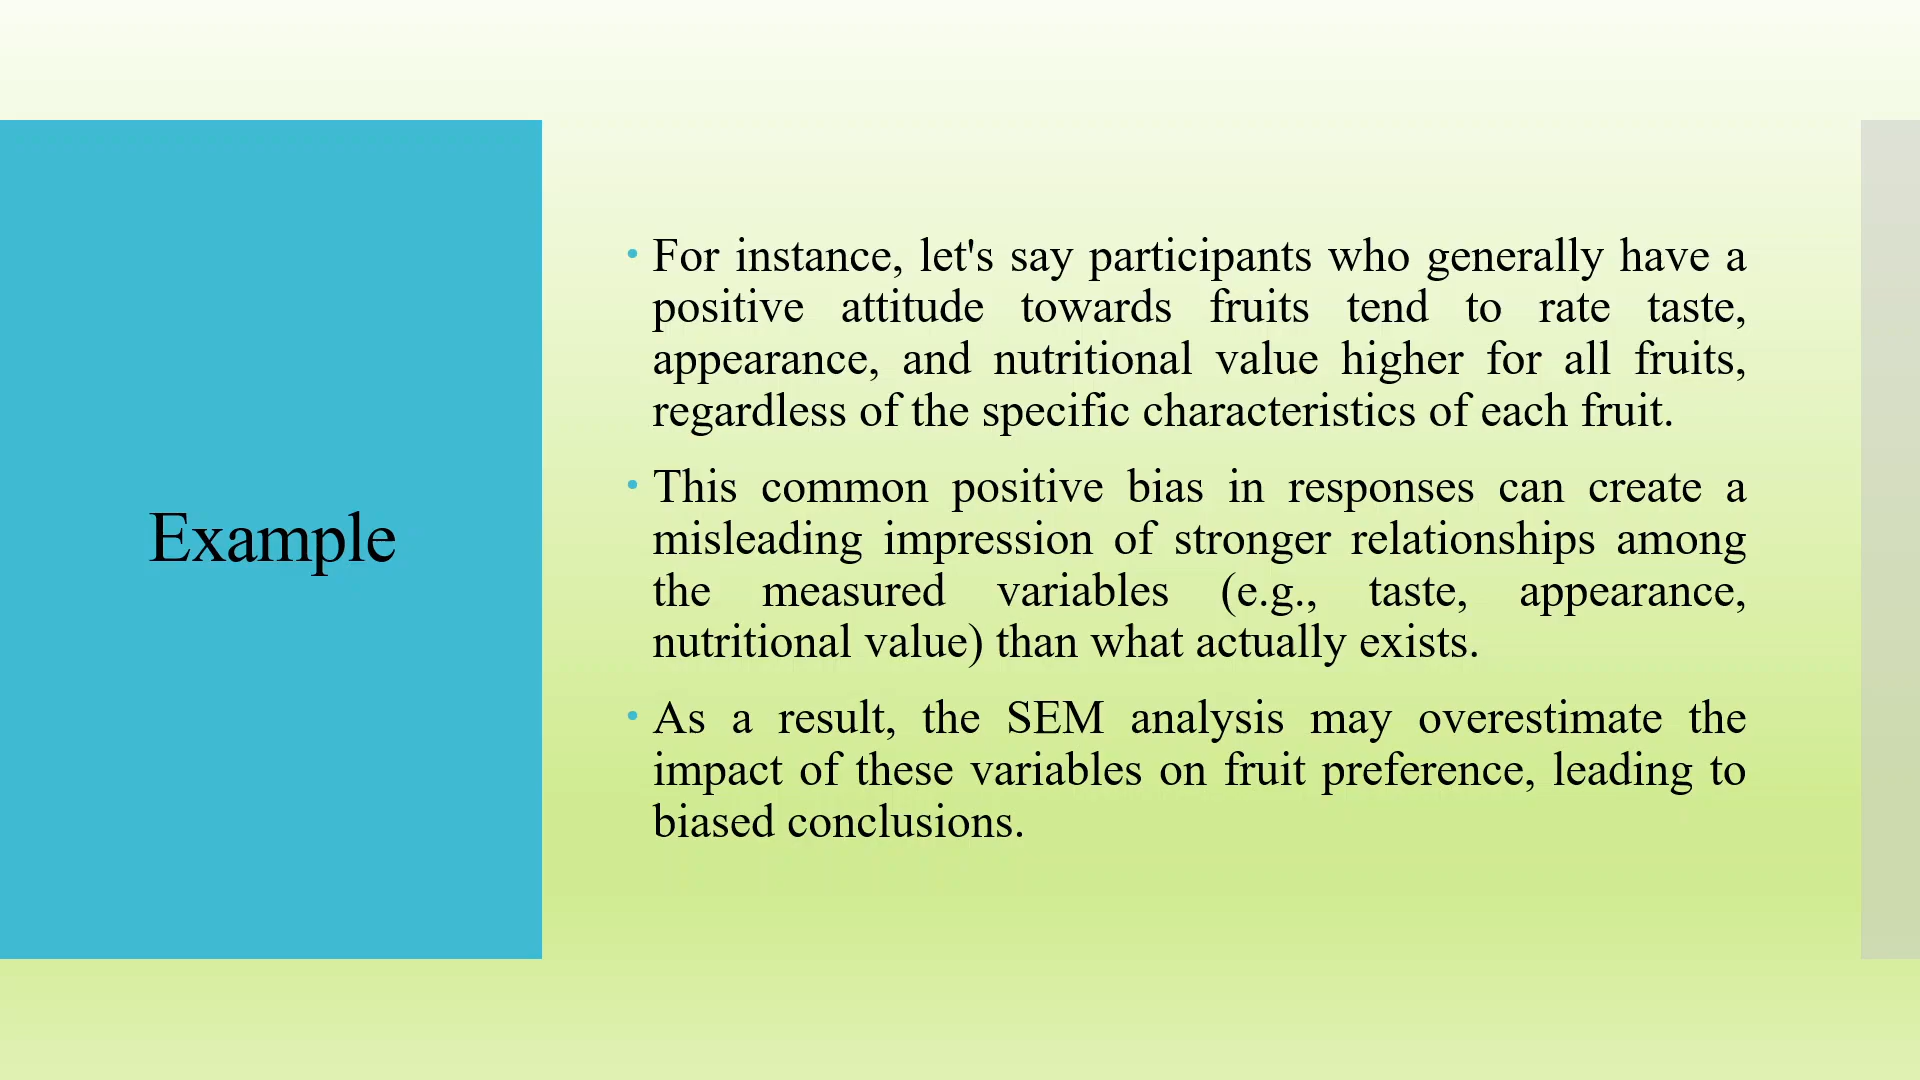 Example
For instance, let's say participants who generally have a
positive attitude towards fruits tend to rate taste,
appearance, and nutritional value higher for all fruits,
regardless of the specific characteristics of each fruit.
This common positive bias in responses can create a
misleading impression of stronger relationships among
the measured variables (e.g., taste, appearance,
nutritional value) than what actually exists.
As a result, the SEM analysis may overestimate the
impact of these variables on fruit preference, leading to
biased conclusions.